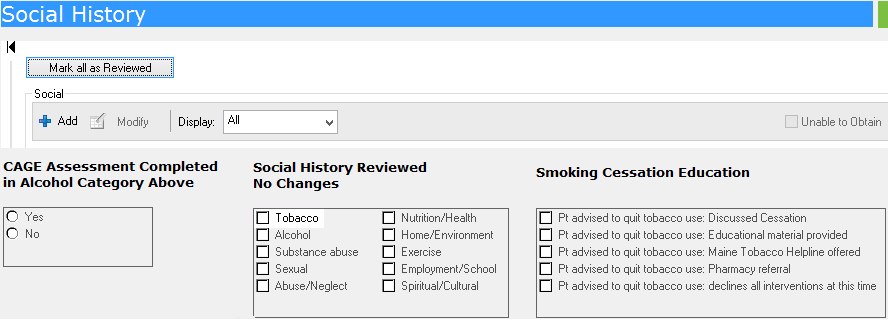 Social History
Mark all as Reviewed
Social
Add Modify Display: All Unable to Obtain
CAGE Assessment Completed
in Alcohol Category Above
Yes
No
Social History Reviewed
No Changes
Tobacco Nutrition/Health
Alcohol Home/Environment
Substance abuse Exercise
Sexual Employment/School
Abuse/Neglect Spiritual/Cultural
Smoking Cessation Education
Pt advised to quit tobacco use: Discussed Cessation
Pt advised to quit tobacco use: Educational material provided
Pt advised to quit tobacco use: Maine Tobacco Helpline offered
Pt advised to quit tobacco use: Pharmacy referral
Pt advised to quit tobacco use: declines all interventions at this time